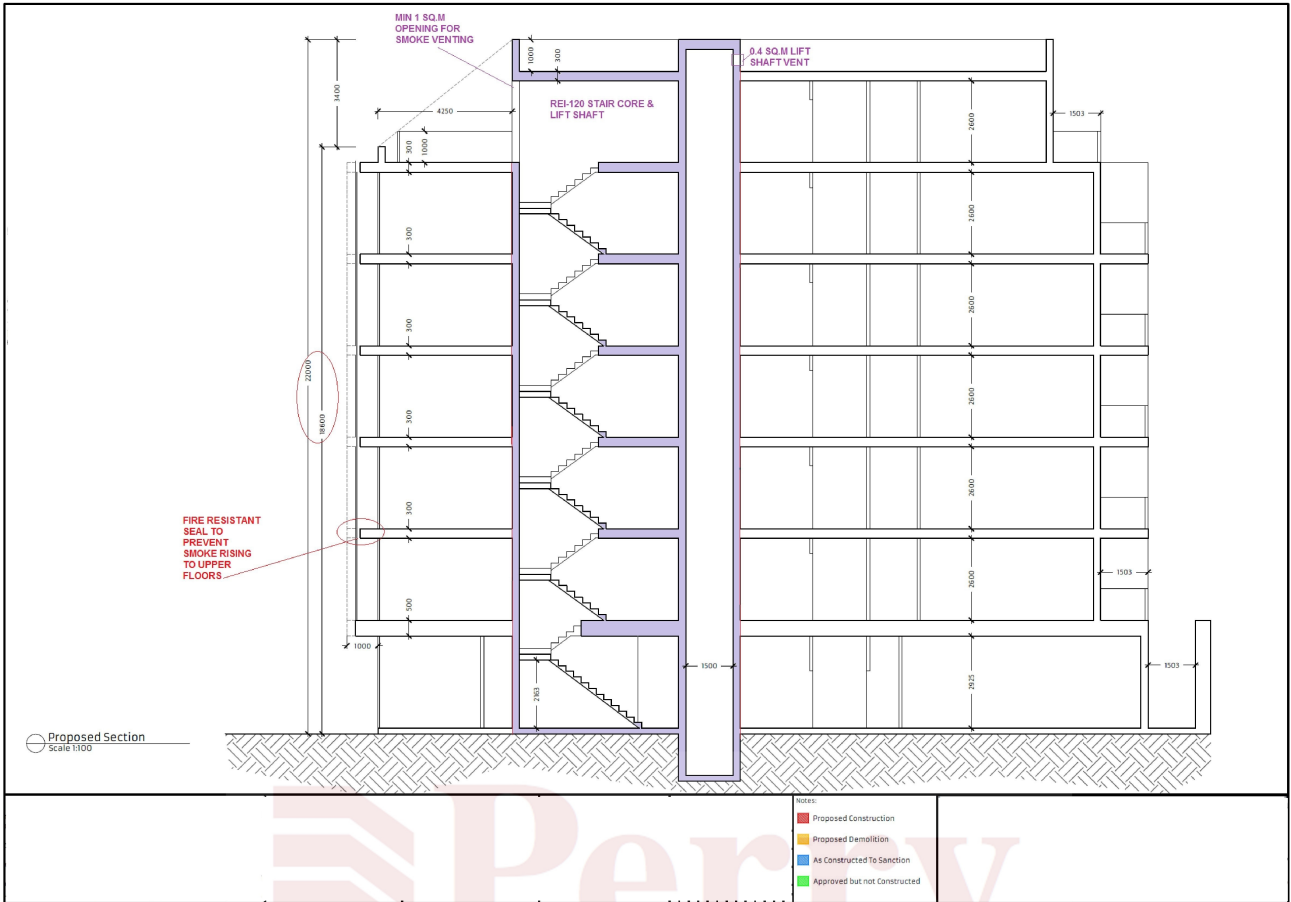 MIN 1 SQ.M
OPENING FOR
SMOKE VENTING
0.4 SQ.M LIFT
SHAFT VENT
REI-120 STAIR CORE &
LIFT SHAFT
1000
300
3400
4250
300
1000
2600
1503
300
2600
300
2600
300
2600
300
2600
500
2600
22000
18600
FIRE RESISTANT
SEAL TO
PREVENT
SMOKE RISING
TO UPPER
FLOORS
1503
1000
2163
1500
2925
1503
Proposed Section
Scale 1:100
Notes:
Proposed Construction
Proposed Demolition
As Constructed To Sanction
Approved but not Constructed
Perry